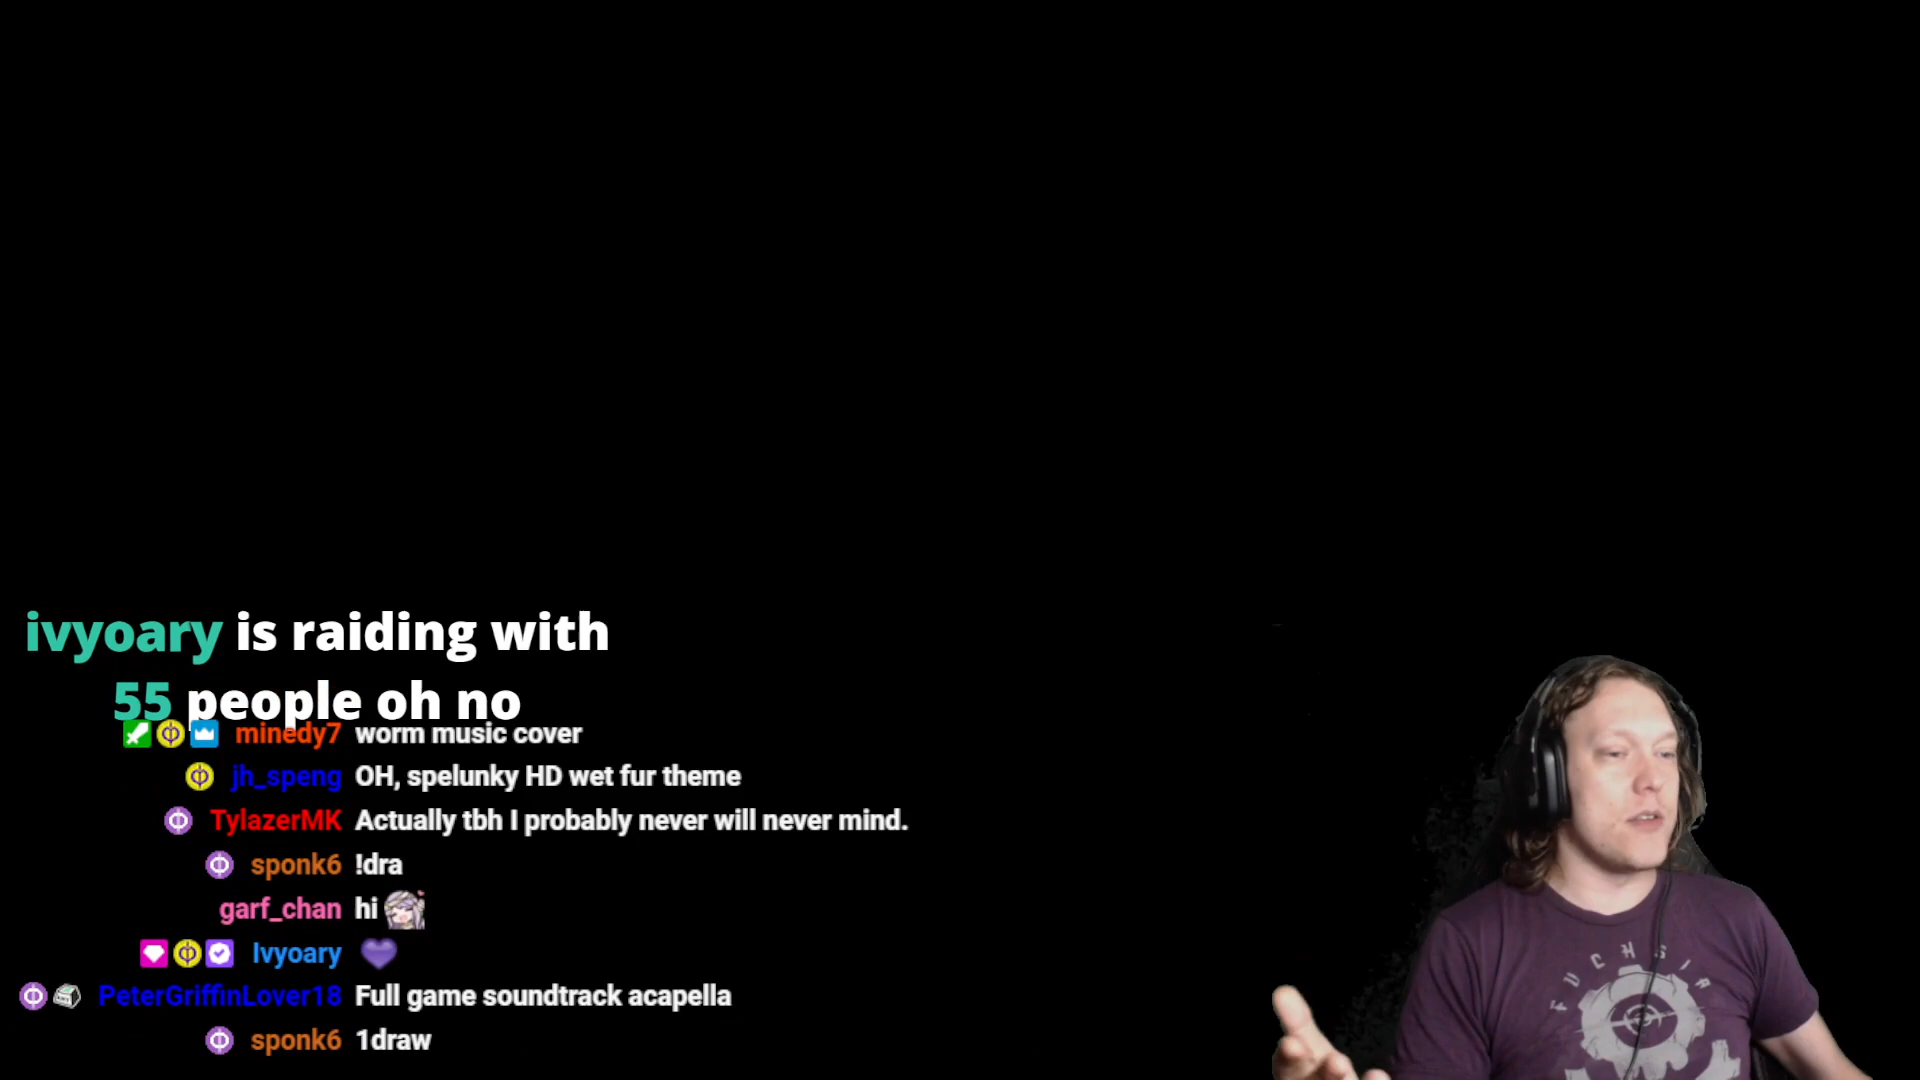 ivyoary is raiding with
55 people oh no
minedy7 worm music cover
jh_speng OH, spelunky HD wet fur theme
TylazerMK Actually tbh I probably never will never mind.
sponk6 !dra
garf_chan hi
Ivyoary
PeterGriffinLover18 Full game soundtrack acapella
sponk6 1draw
FUCHSIA